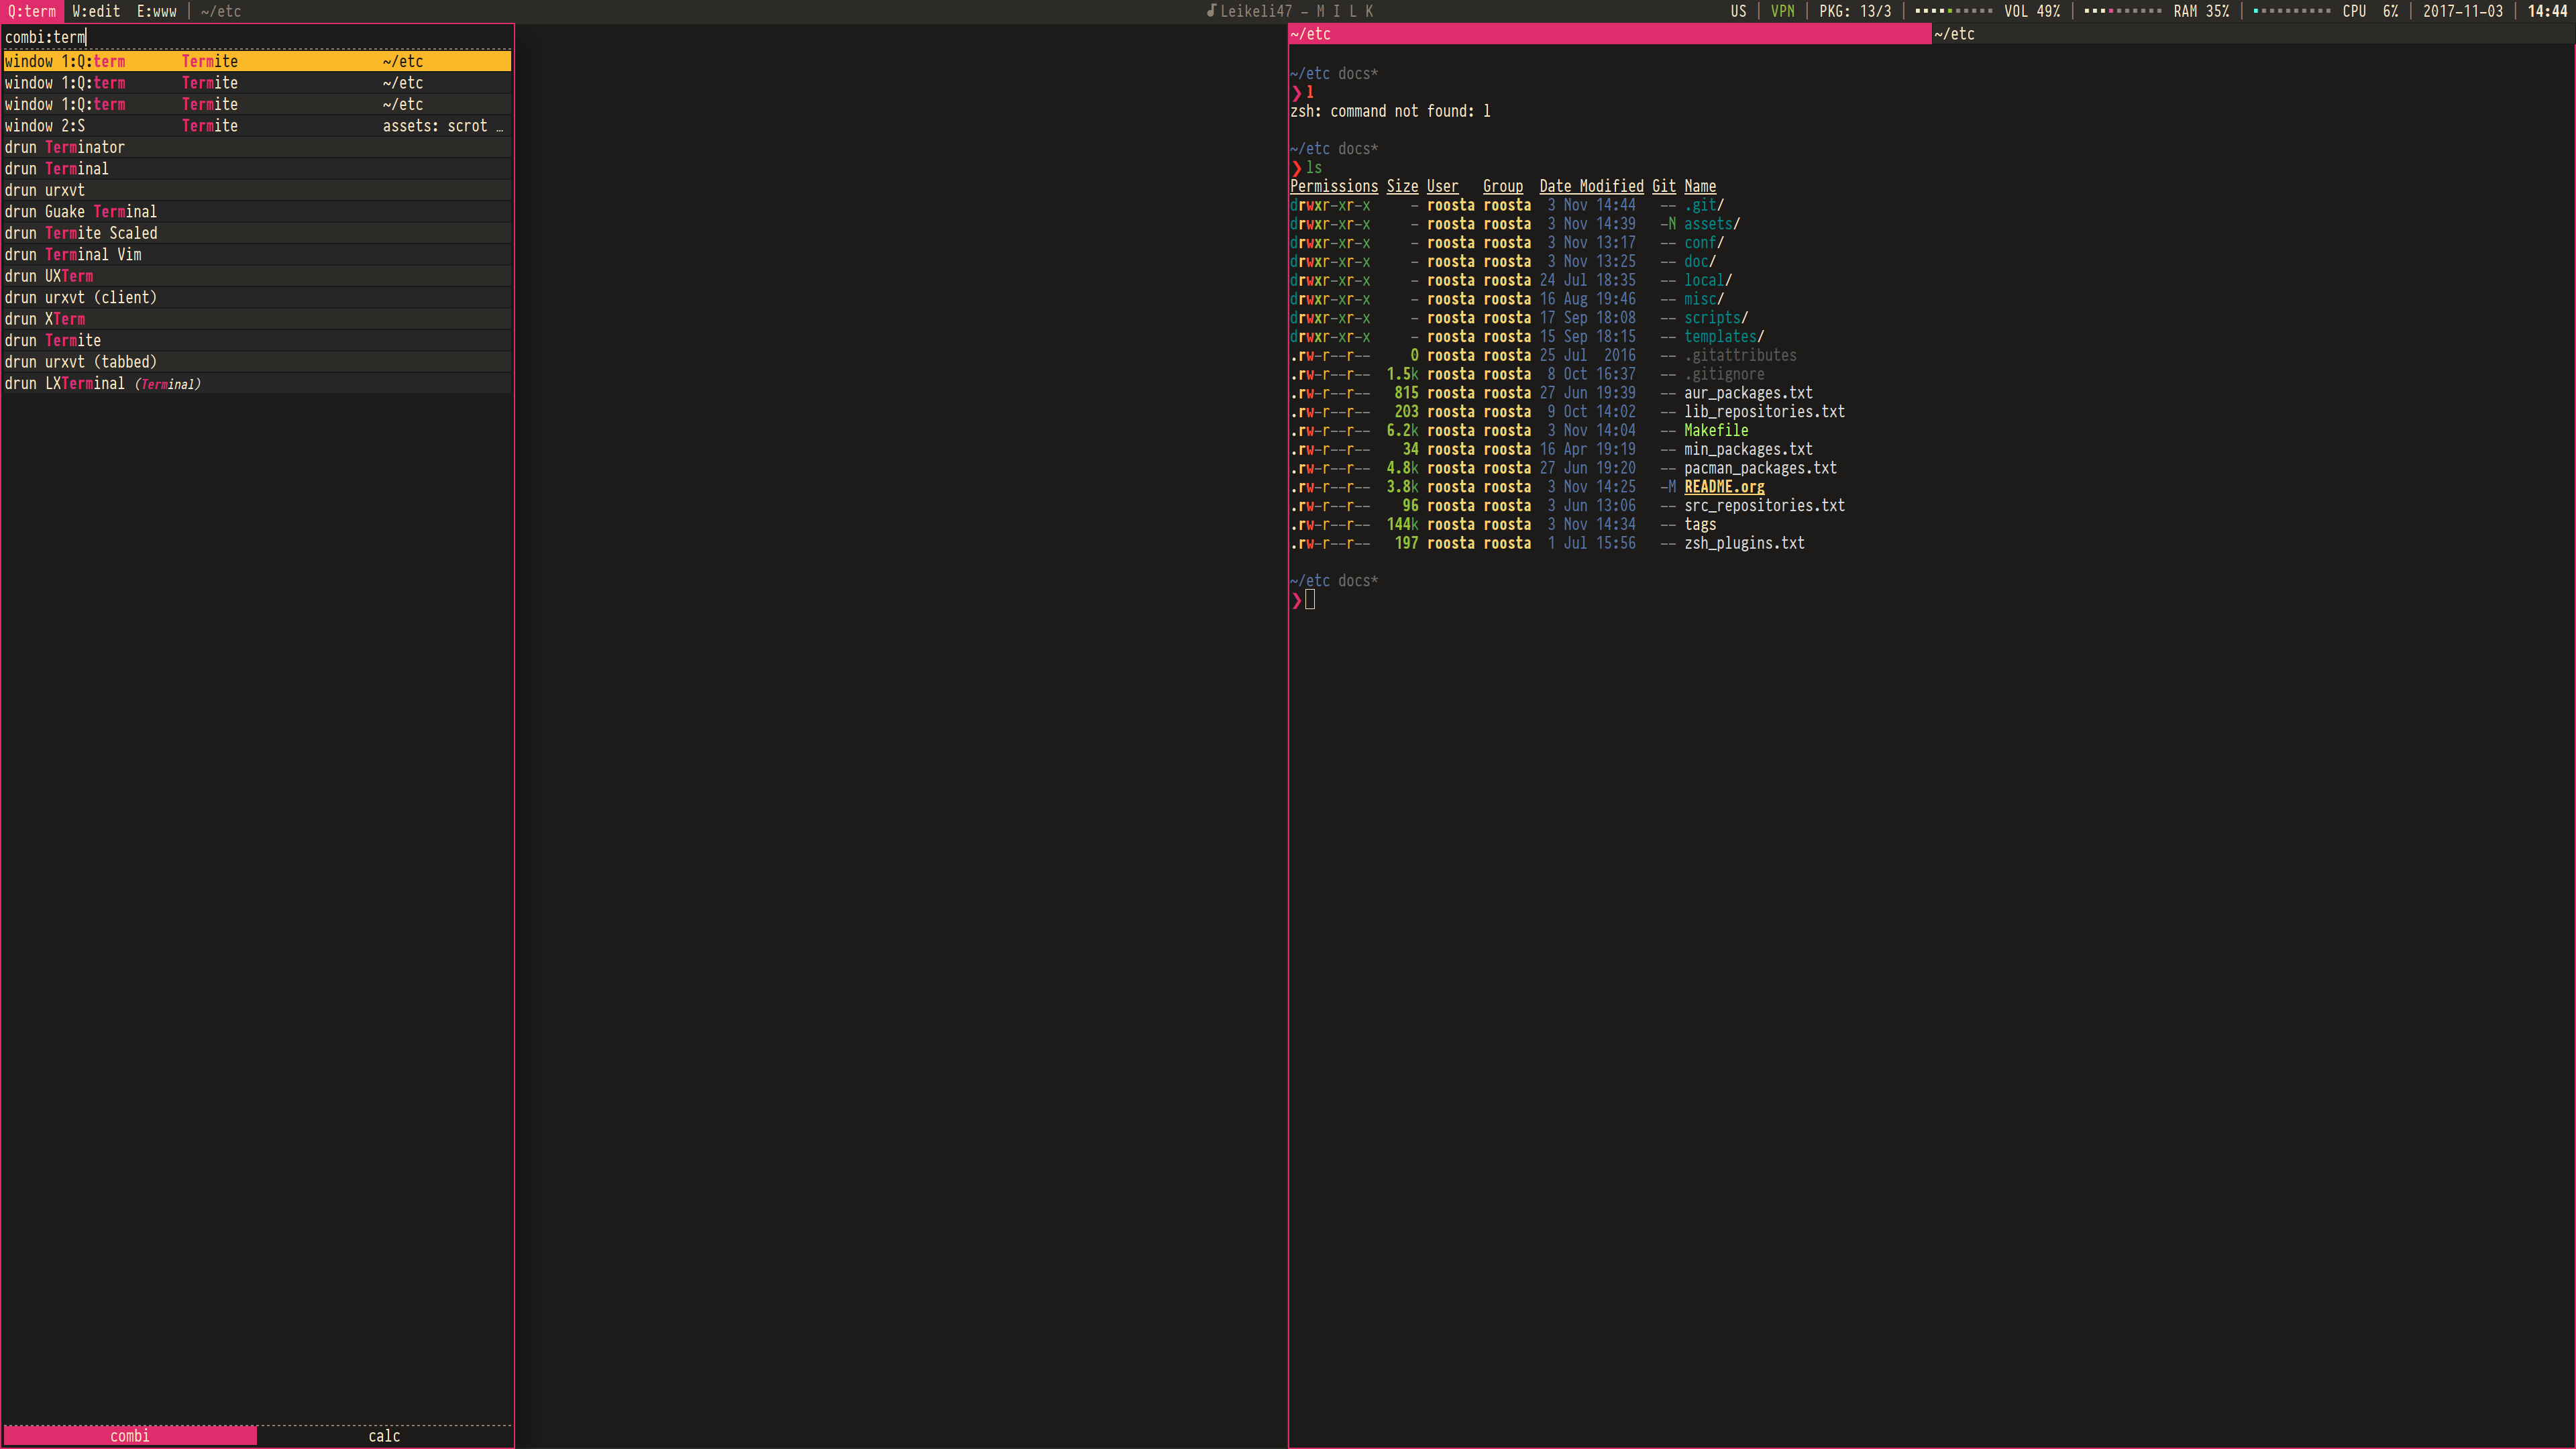 Q:term W:edit E:www | ~/etc Leikeli47 – M I L K US | VPN | PKG: 13/3 | VOL 49% | RAM 35% | CPU 6% | 2017-11-03 | 14:44
combi:term
window 1:Q:term Termite ~/etc
window 1:Q:term Termite ~/etc
window 1:Q:term Termite ~/etc
window 2:S Termite assets: scrot …
drun Terminator
drun Terminal
drun urxvt
drun Guake Terminal
drun Termite Scaled
drun Terminal Vim
drun UXTerm
drun urxvt (client)
drun XTerm
drun Termite
drun urxvt (tabbed)
drun LXTerminal (Terminal)
combi calc
~/etc ~/etc
~/etc docs*
❯l
zsh: command not found: l
~/etc docs*
❯ls
Permissions Size User Group Date Modified Git Name
drwxr-xr-x - roosta roosta 3 Nov 14:44 -- .git/
drwxr-xr-x - roosta roosta 3 Nov 14:39 -N assets/
drwxr-xr-x - roosta roosta 3 Nov 13:17 -- conf/
drwxr-xr-x - roosta roosta 3 Nov 13:25 -- doc/
drwxr-xr-x - roosta roosta 24 Jul 18:35 -- local/
drwxr-xr-x - roosta roosta 16 Aug 19:46 -- misc/
drwxr-xr-x - roosta roosta 17 Sep 18:08 -- scripts/
drwxr-xr-x - roosta roosta 15 Sep 18:15 -- templates/
.rw-r--r-- 0 roosta roosta 25 Jul 2016 -- .gitattributes
.rw-r--r-- 1.5k roosta roosta 8 Oct 16:37 -- .gitignore
.rw-r--r-- 815 roosta roosta 27 Jun 19:39 -- aur_packages.txt
.rw-r--r-- 203 roosta roosta 9 Oct 14:02 -- lib_repositories.txt
.rw-r--r-- 6.2k roosta roosta 3 Nov 14:04 -- Makefile
.rw-r--r-- 34 roosta roosta 16 Apr 19:19 -- min_packages.txt
.rw-r--r-- 4.8k roosta roosta 27 Jun 19:20 -- pacman_packages.txt
.rw-r--r-- 3.8k roosta roosta 3 Nov 14:25 -M README.org
.rw-r--r-- 96 roosta roosta 3 Jun 13:06 -- src_repositories.txt
.rw-r--r-- 144k roosta roosta 3 Nov 14:34 -- tags
.rw-r--r-- 197 roosta roosta 1 Jul 15:56 -- zsh_plugins.txt
~/etc docs*
❯